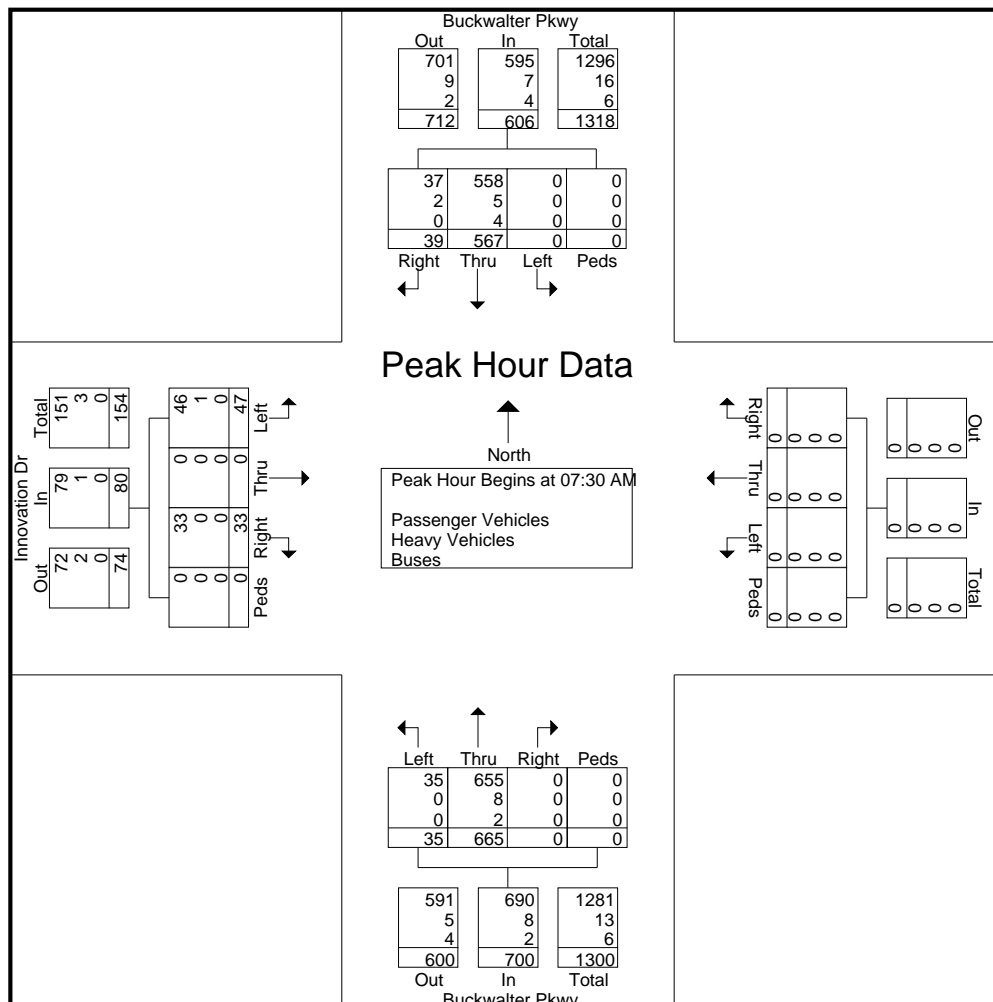 Buckwalter Pkwy
Out In Total
701 595 1296
9 7 16
2 4 6
712 606 1318
37 558 0 0
2 5 0 0
0 4 0 0
39 567 0 0
Right Thru Left Peds
Peak Hour Data
North
Peak Hour Begins at 07:30 AM
Passenger Vehicles
Heavy Vehicles
Buses
Innovation Dr
Out In Total
72 79 151
2 1 3
0 0 0
74 80 154
Peds Right Thru Left
0 33 0 46
0 0 0 1
0 0 0 0
0 33 0 47
Out In Total
0 0 0
0 0 0
0 0 0
0 0 0
Right Thru Left Peds
0 0 0 0
0 0 0 0
0 0 0 0
0 0 0 0
Left Thru Right Peds
35 655 0 0
0 8 0 0
0 2 0 0
35 665 0 0
591 690 1281
5 8 13
4 2 6
600 700 1300
Out In Total
Buckwalter Pkwy